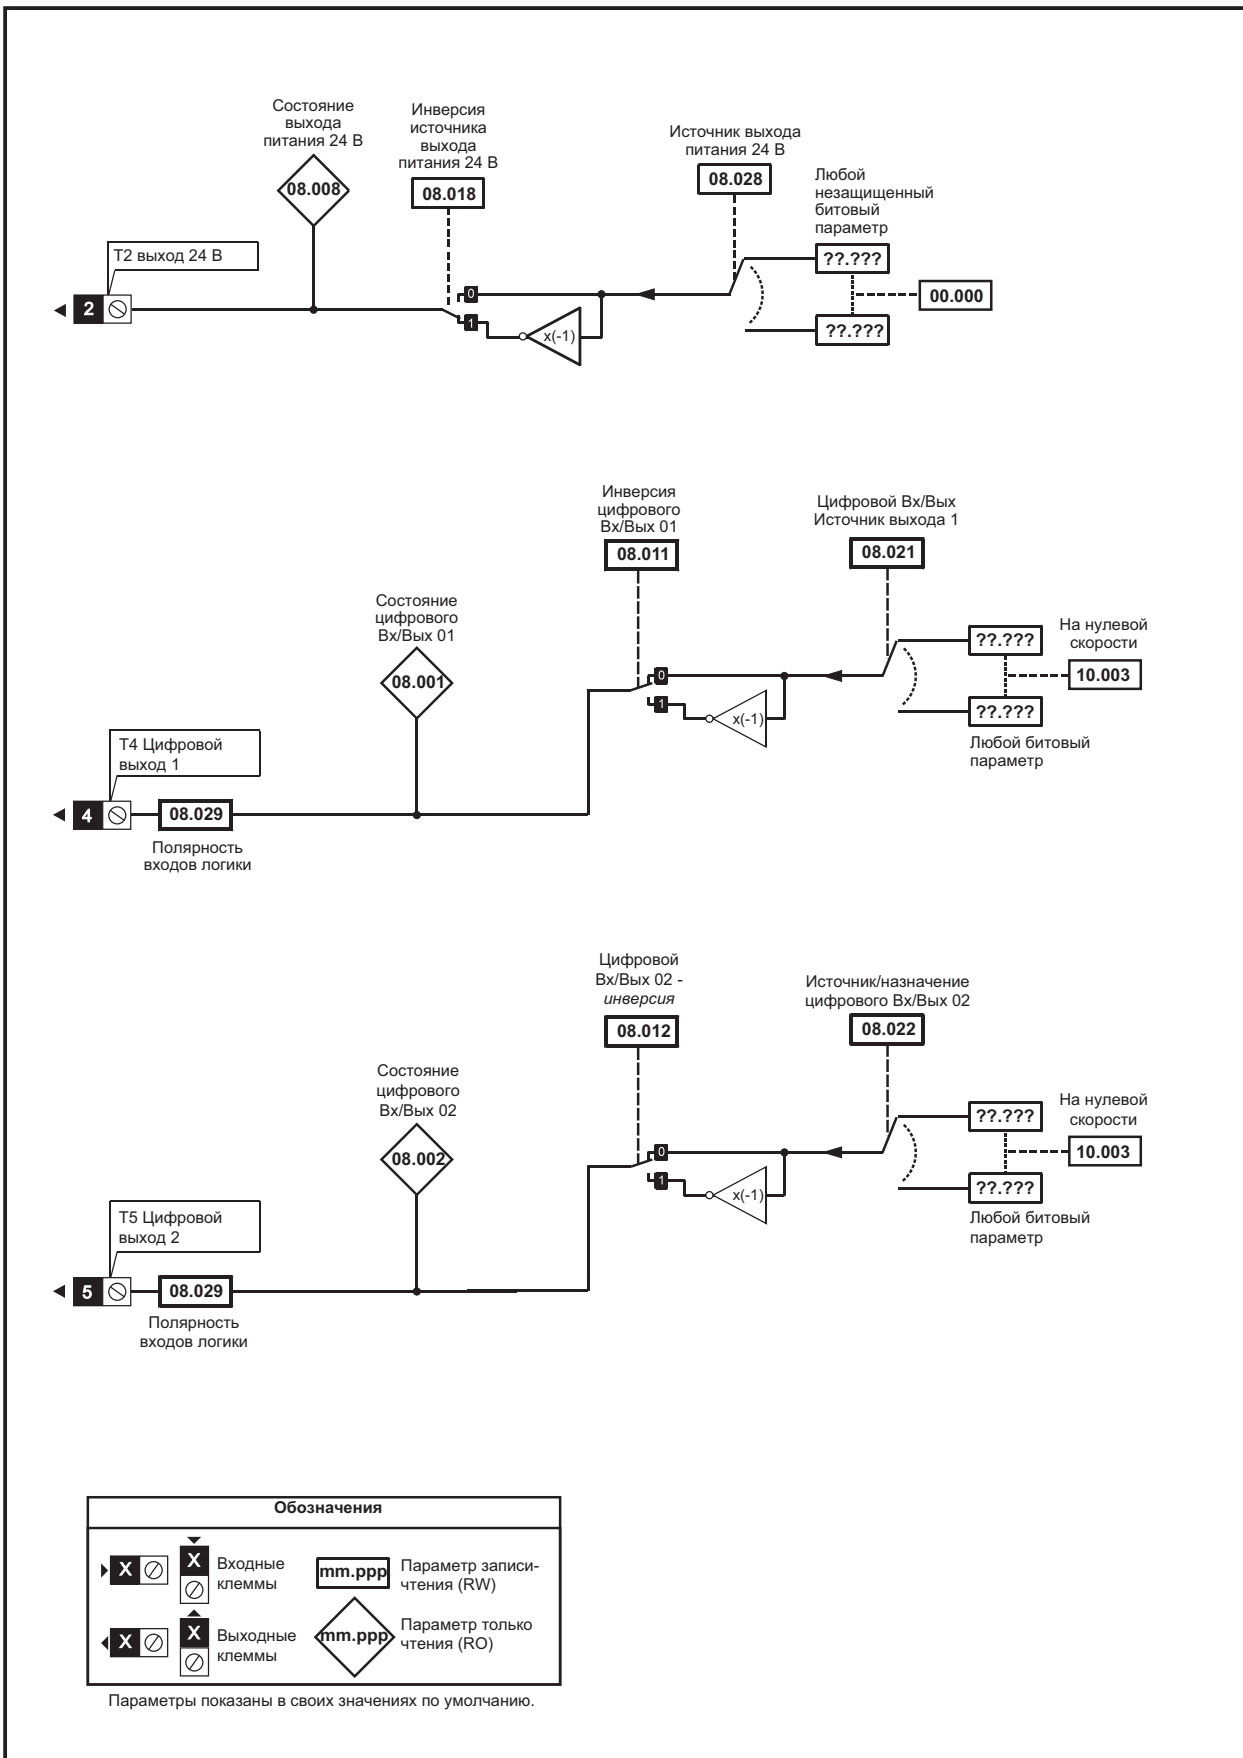 Состояние
выхода
питания 24 В
08.008
Инверсия
источника
выхода
питания 24 В
08.018
Источник выхода
питания 24 В
08.028
Любой
незащищенный
битовый
параметр
??.???
??.???
00.000
T2 выход 24 В
2
0
1
x(-1)
Инверсия
цифрового
Вх/Вых 01
08.011
Цифровой Вх/Вых
Источник выхода 1
08.021
Состояние
цифрового
Вх/Вых 01
08.001
0
1
x(-1)
??.???
??.???
На нулевой
скорости
10.003
Любой битовый
параметр
T4 Цифровой
выход 1
4
08.029
Полярность
входов логики
Цифровой
Вх/Вых 02 -
инверсия
08.012
Источник/назначение
цифрового Вх/Вых 02
08.022
Состояние
цифрового
Вх/Вых 02
08.002
0
1
x(-1)
??.???
??.???
На нулевой
скорости
10.003
Любой битовый
параметр
T5 Цифровой
выход 2
5
08.029
Полярность
входов логики
Обозначения
X
X
Входные
клеммы
mm.ppp
Параметр записи-
чтения (RW)
X
X
Выходные
клеммы
mm.ppp
Параметр только
чтения (RO)
Параметры показаны в своих значениях по умолчанию.